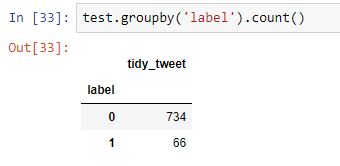 In [33]: test.groupby('label').count()
Out[33]:
tidy_tweet
label
0 734
1 66